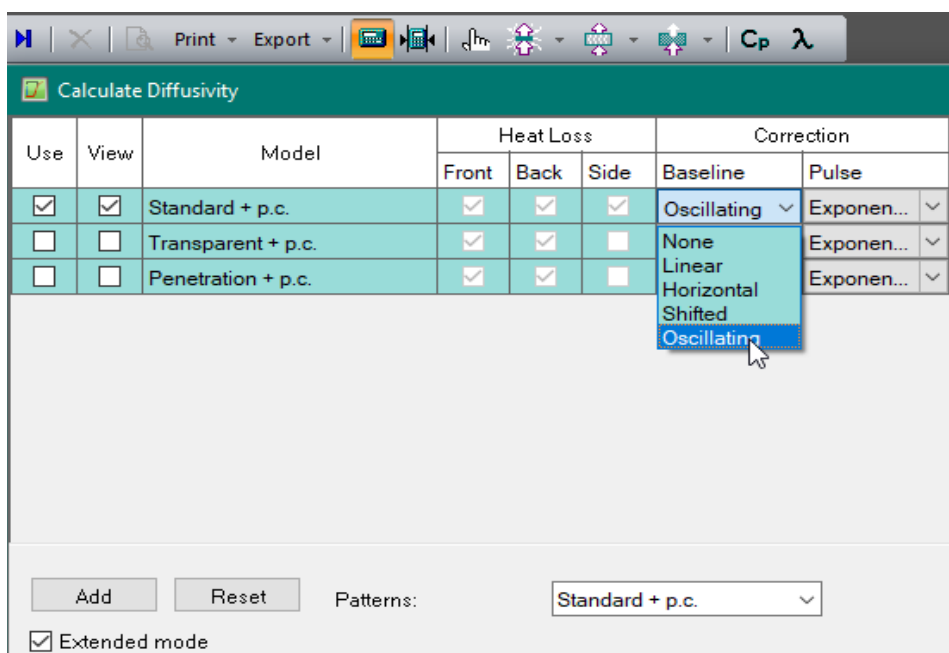 Print Export Cp λ
Calculate Diffusivity
Use View Model Heat Loss Correction
Front Back Side Baseline Pulse
Standard + p.c. Oscillating Exponen...
Transparent + p.c. None Exponen...
Linear
Penetration + p.c. Horizontal Exponen...
Shifted
Oscillating
Add Reset Patterns: Standard + p.c.
Extended mode